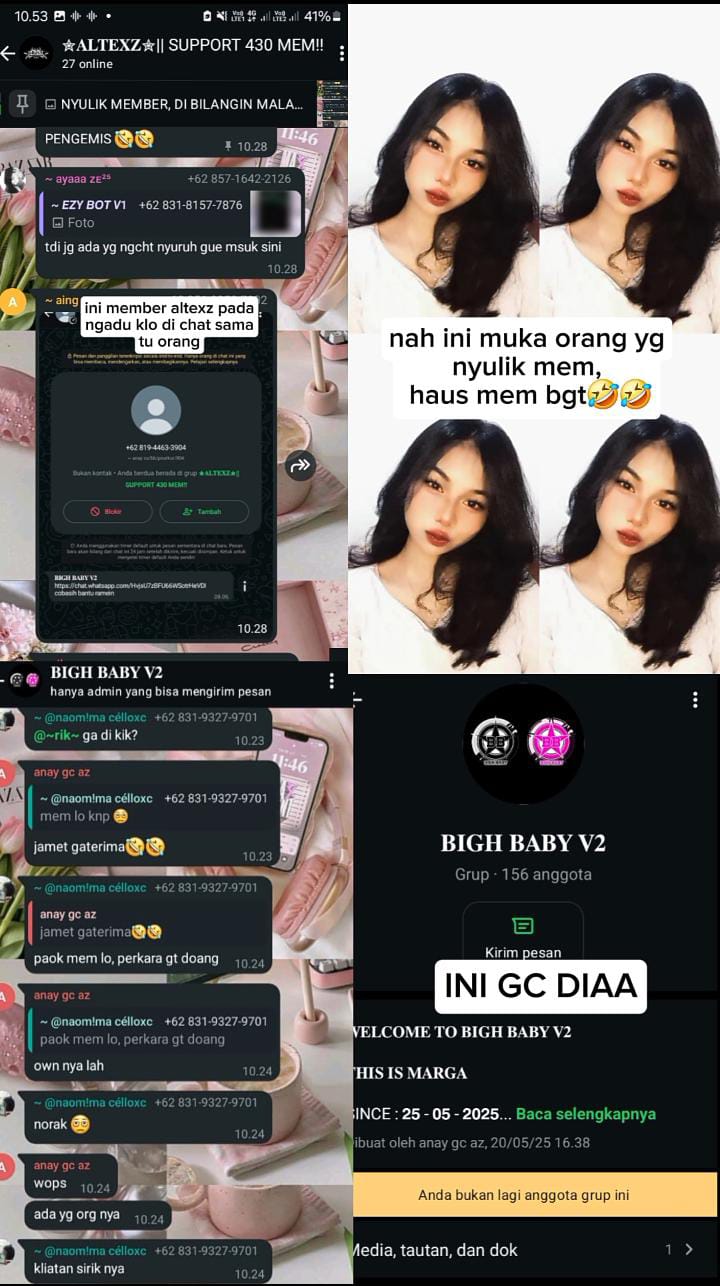 10.53
41%
✯ALTEXZ✯|| SUPPORT 430 MEM!!
27 online
NYULIK MEMBER, DI BILANGIN MALA...
PENGEMIS🤣🤣
10.28
~ ayaaa ZE²⁵ +62 857-1642-2126
~ EZY BOT V1 +62 831-8157-7876
Foto
tdi jg ada yg ngcht nyuruh gue msuk sini
10.28
A
~ aing
ini member altexz pada
ngadu klo di chat sama
tu orang
+62 819-4463-3904
Bukan kontak • Anda berdua berada di grup ✯ALTEXZ✯||
SUPPORT 430 MEM!!
Blokir
Tambah
BIGH BABY V2
cobasih bantu ramein
10.28
nah ini muka orang yg
nyulik mem,
haus mem bgt🤣🤣
BIGH BABY V2
hanya admin yang bisa mengirim pesan
~ @naom!ma célloxc +62 831-9327-9701
@~rik~ ga di kik?
10.23
anay gc az
~ @naom!ma célloxc +62 831-9327-9701
mem lo knp 😳
jamet gaterima🤣🤣
10.23
~ @naom!ma célloxc +62 831-9327-9701
anay gc az
jamet gaterima🤣🤣
paok mem lo, perkara gt doang
10.24
anay gc az
~ @naom!ma célloxc +62 831-9327-9701
paok mem lo, perkara gt doang
own nya lah
10.24
~ @naom!ma célloxc +62 831-9327-9701
norak 😳
10.24
anay gc az
wops
10.24
ada yg org nya
10.24
~ @naom!ma célloxc +62 831-9327-9701
kliatan sirik nya
10.24
BIGH BABY V2
Grup · 156 anggota
Kirim pesan
INI GC DIAA
WELCOME TO BIGH BABY V2
THIS IS MARGA
SINCE : 25 - 05 - 2025... Baca selengkapnya
Dibuat oleh anay gc az, 20/05/25 16.38
Anda bukan lagi anggota grup ini
Media, tautan, dan dok
1